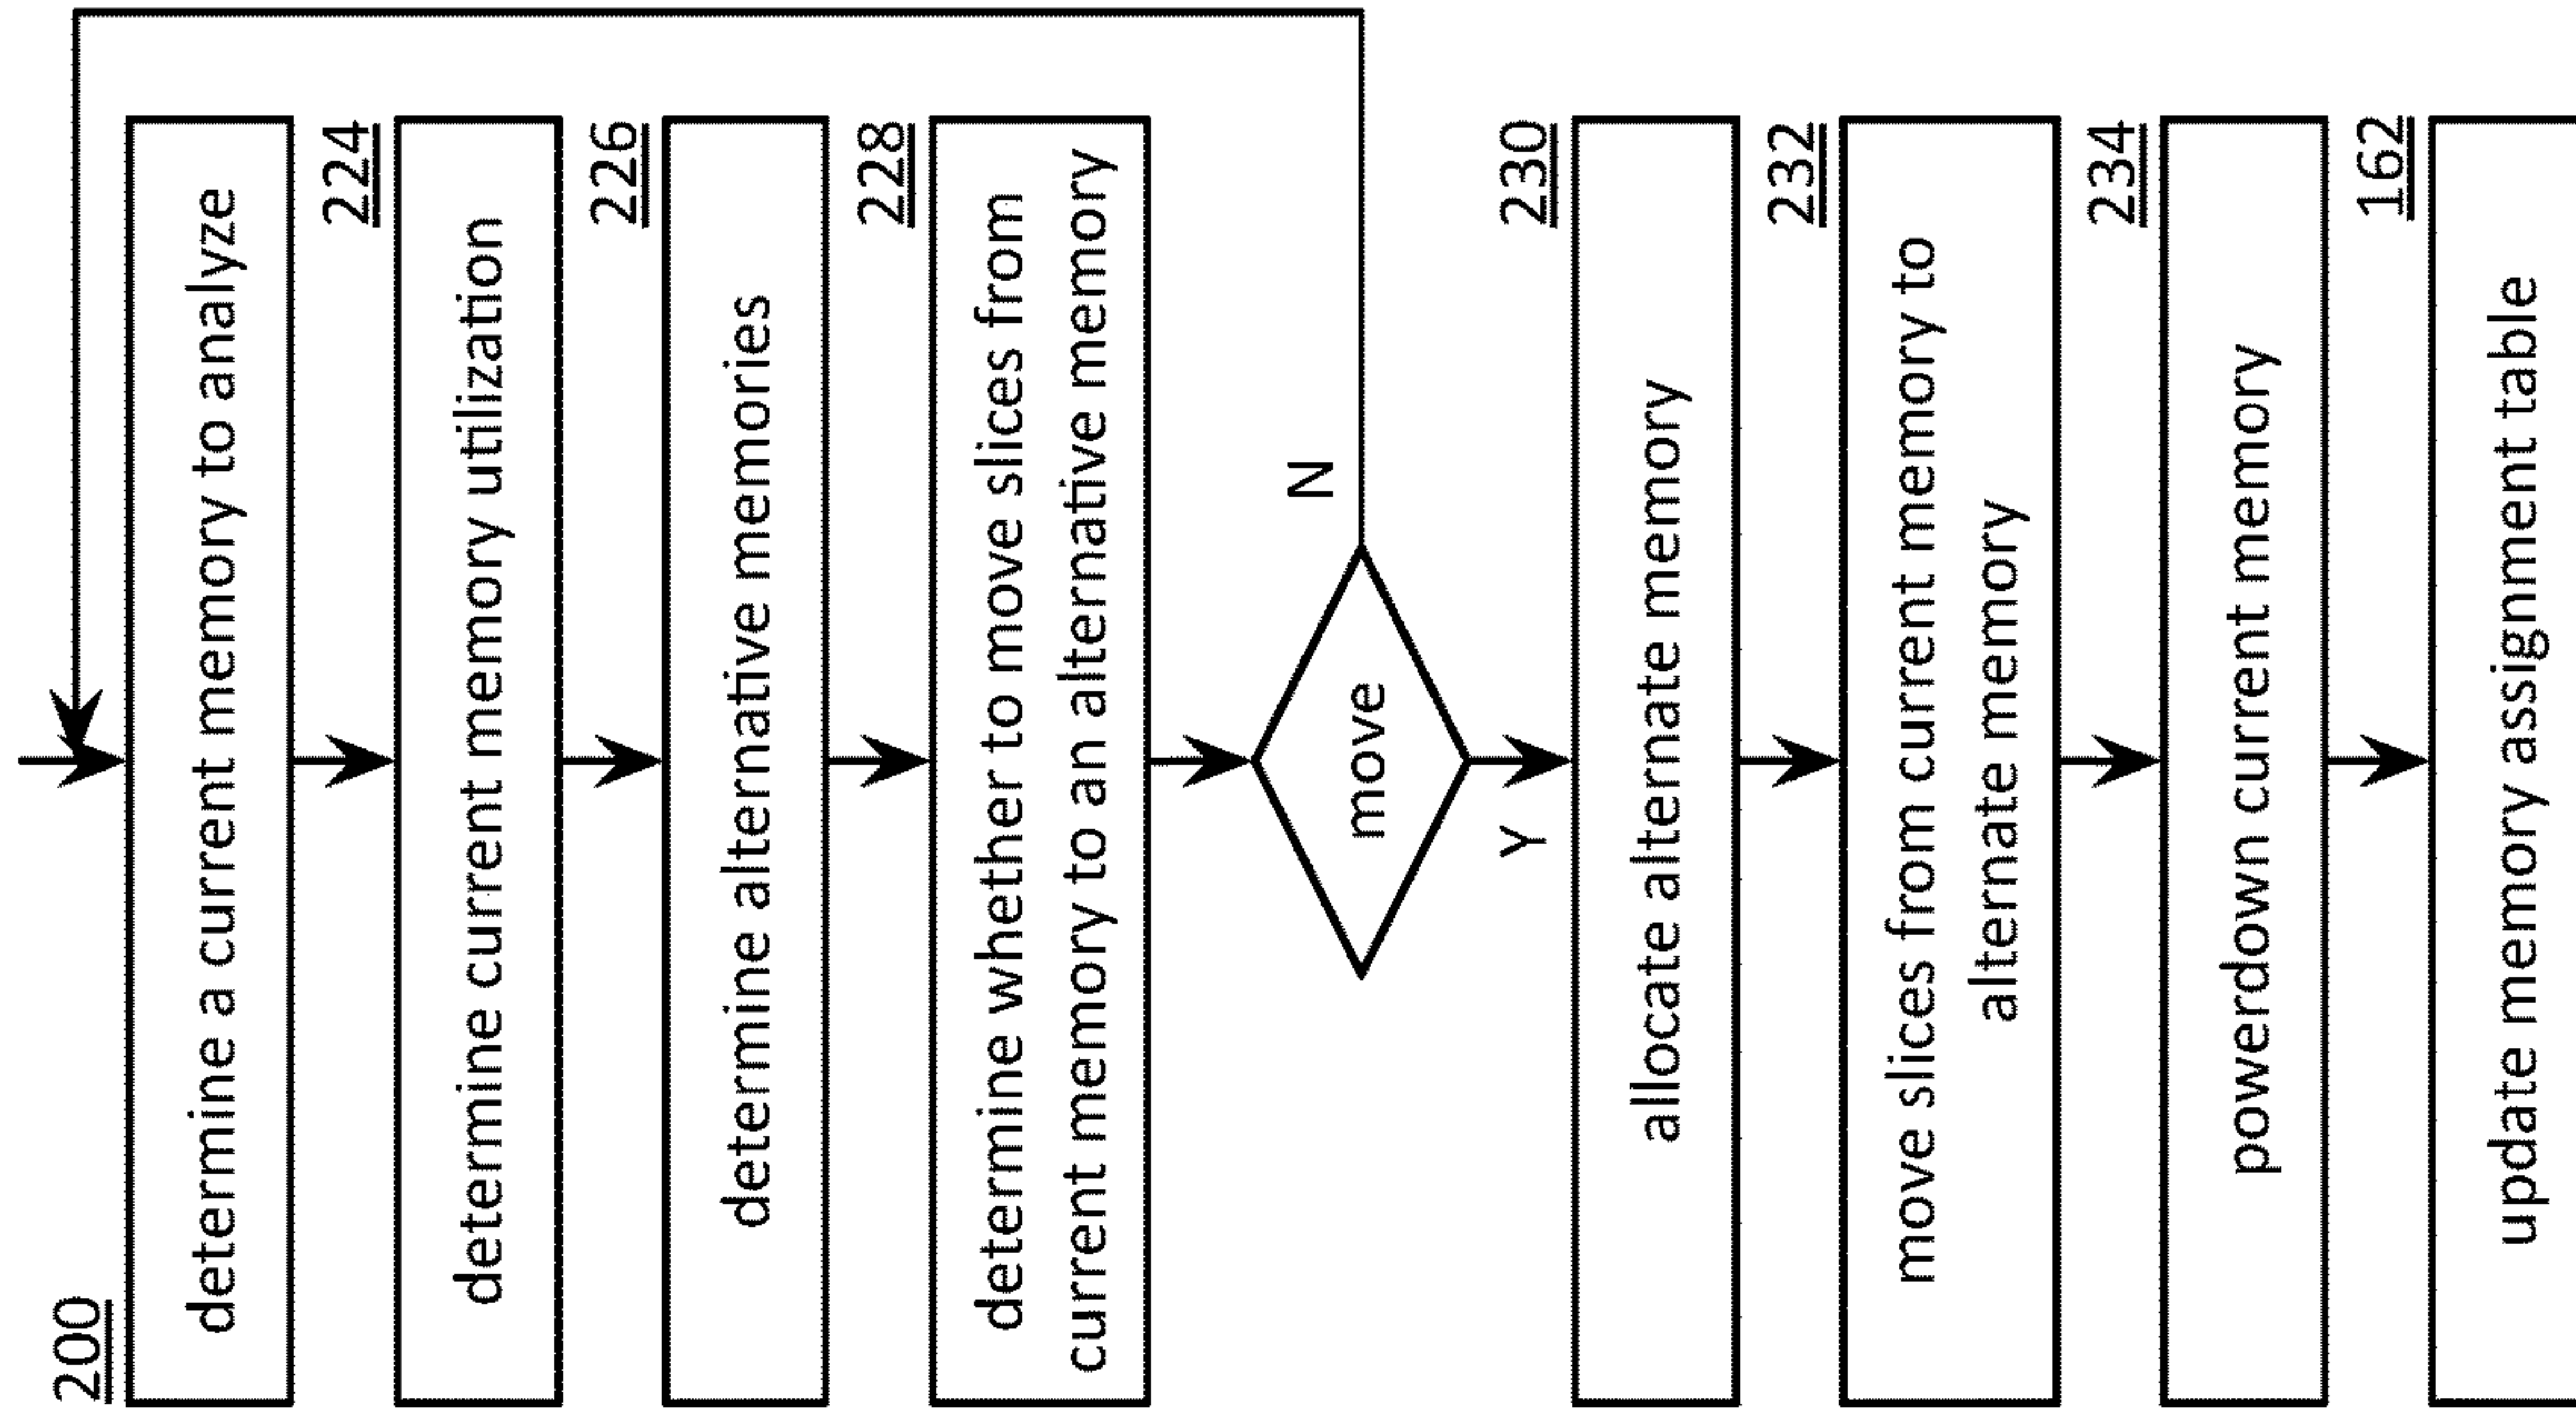 200
determine a current memory to analyze
224
determine current memory utilization
226
determine alternative memories
228
determine whether to move slices from
current memory to an alternative memory
move
N
Y
230
allocate alternate memory
232
move slices from current memory to
alternate memory
234
powerdown current memory
162
update memory assignment table